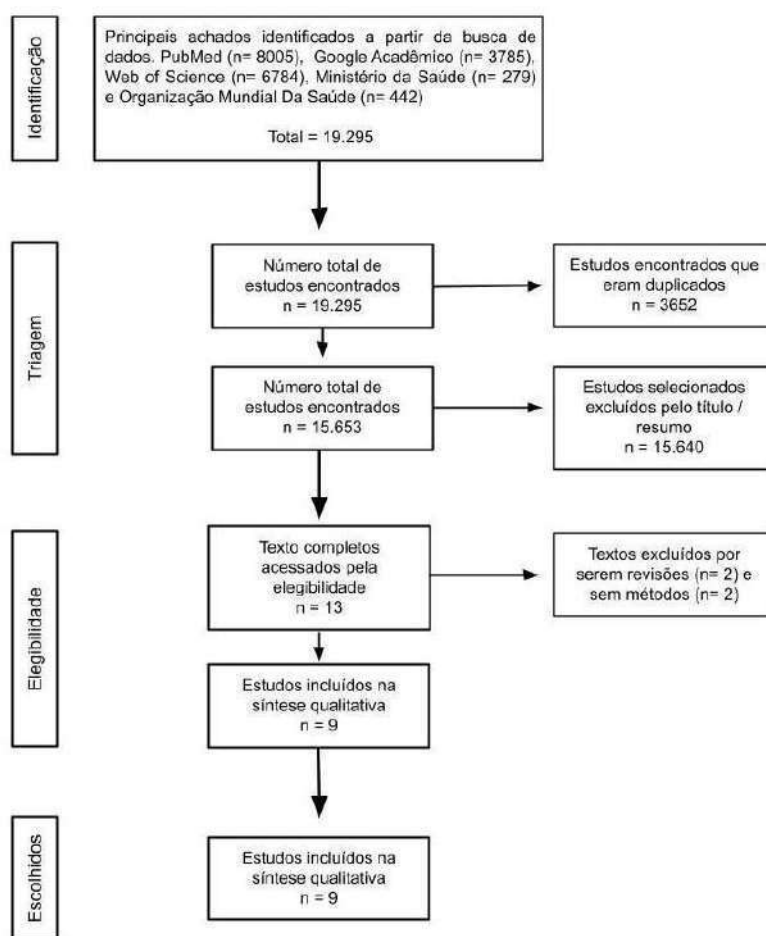 Identificação
Principais achados identificados a partir da busca de
dados. PubMed (n= 8005), Google Acadêmico (n= 3785),
Web of Science (n= 6784), Ministério da Saúde (n= 279)
e Organização Mundial Da Saúde (n= 442)
Total = 19.295
Triagem
Número total de
estudos encontrados
n = 19.295
Estudos encontrados que
eram duplicados
n = 3652
Número total de
estudos encontrados
n = 15.653
Estudos selecionados
excluídos pelo título /
resumo
n = 15.640
Elegibilidade
Texto completos
acessados pela
elegibilidade
n = 13
Textos excluídos por
serem revisões (n= 2) e
sem métodos (n= 2)
Estudos incluídos na
síntese qualitativa
n = 9
Escolhidos
Estudos incluídos na
síntese qualitativa
n = 9